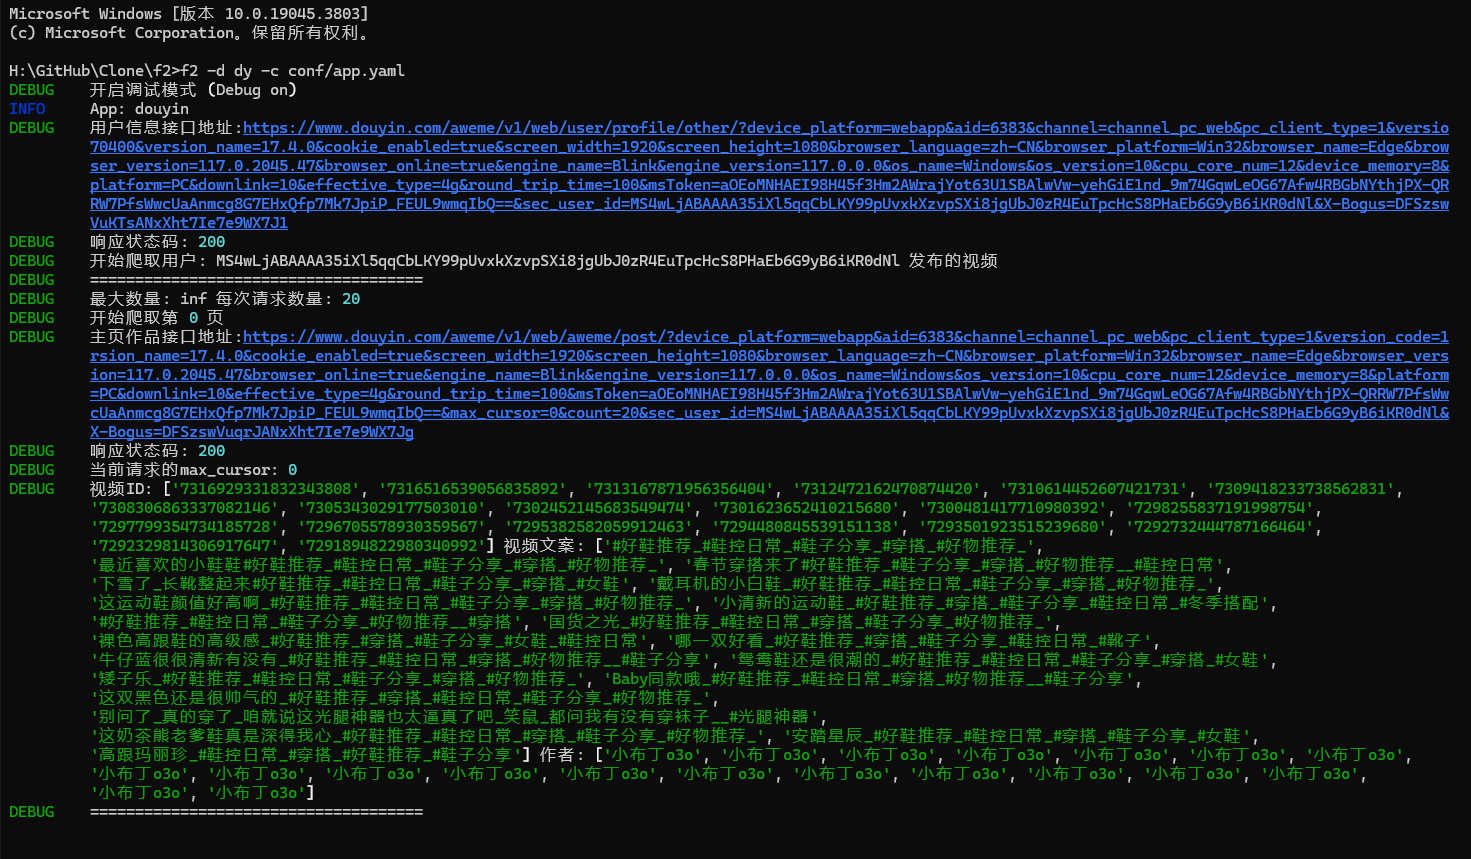 Microsoft Windows [版本 10.0.19045.3803]
(c) Microsoft Corporation。保留所有权利。
H:\GitHub\Clone\f2>f2 -d dy -c conf/app.yaml
DEBUG 开启调试模式 (Debug on)
INFO App: douyin
DEBUG 用户信息接口地址:https://www.douyin.com/aweme/v1/web/user/profile/other/?device_platform=webapp&aid=6383&channel=channel_pc_web&pc_client_type=1&versio
70400&version_name=17.4.0&cookie_enabled=true&screen_width=1920&screen_height=1080&browser_language=zh-CN&browser_platform=Win32&browser_name=Edge&brow
ser_version=117.0.2045.47&browser_online=true&engine_name=Blink&engine_version=117.0.0.0&os_name=Windows&os_version=10&cpu_core_num=12&device_memory=8&
platform=PC&downlink=10&effective_type=4g&round_trip_time=100&msToken=aOEoMNHAEI98H45f3Hm2AWrajYot63U1SBAlwVw-yehGiE1nd_9m74GqwLeOG67Afw4RBGbNYthjPX-QR
RW7PfsWwcUaAnmcg8G7EHxQfp7Mk7JpiP_FEUL9wmqIbQ==&sec_user_id=MS4wLjABAAAA35iXl5qqCbLKY99pUvxkXzvpSXi8jgUbJ0zR4EuTpcHcS8PHaEb6G9yB6iKR0dNl&X-Bogus=DFSzsw
VuKTsANxXht7Ie7e9WX7J1
DEBUG 响应状态码: 200
DEBUG 开始爬取用户: MS4wLjABAAAA35iXl5qqCbLKY99pUvxkXzvpSXi8jgUbJ0zR4EuTpcHcS8PHaEb6G9yB6iKR0dNl 发布的视频
DEBUG =====================================
DEBUG 最大数量: inf 每次请求数量: 20
DEBUG 开始爬取第 0 页
DEBUG 主页作品接口地址:https://www.douyin.com/aweme/v1/web/aweme/post/?device_platform=webapp&aid=6383&channel=channel_pc_web&pc_client_type=1&version_code=1
rsion_name=17.4.0&cookie_enabled=true&screen_width=1920&screen_height=1080&browser_language=zh-CN&browser_platform=Win32&browser_name=Edge&browser_vers
ion=117.0.2045.47&browser_online=true&engine_name=Blink&engine_version=117.0.0.0&os_name=Windows&os_version=10&cpu_core_num=12&device_memory=8&platform
=PC&downlink=10&effective_type=4g&round_trip_time=100&msToken=aOEoMNHAEI98H45f3Hm2AWrajYot63U1SBAlwVw-yehGiE1nd_9m74GqwLeOG67Afw4RBGbNYthjPX-QRRW7PfsWw
cUaAnmcg8G7EHxQfp7Mk7JpiP_FEUL9wmqIbQ==&max_cursor=0&count=20&sec_user_id=MS4wLjABAAAA35iXl5qqCbLKY99pUvxkXzvpSXi8jgUbJ0zR4EuTpcHcS8PHaEb6G9yB6iKR0dNl&
X-Bogus=DFSzswVuqrJANxXht7Ie7e9WX7Jg
DEBUG 响应状态码: 200
DEBUG 当前请求的max_cursor: 0
DEBUG 视频ID: ['7316929331832343808', '7316516539056835892', '7313167871956356404', '7312472162470874420', '7310614452607421731', '7309418233738562831',
'7308306863337082146', '7305343029177503010', '7302452145683549474', '7301623652410215680', '7300481417710980392', '7298255837191998754',
'7297799354734185728', '7296705578930359567', '7295382582059912463', '7294480845539151138', '7293501923515239680', '7292732444787166464',
'7292329814306917647', '7291894822980340992'] 视频文案: ['#好鞋推荐_#鞋控日常_#鞋子分享_#穿搭_#好物推荐_',
'最近喜欢的小鞋鞋#好鞋推荐_#鞋控日常_#鞋子分享_#穿搭_#好物推荐_', '春节穿搭来了#好鞋推荐_#鞋子分享_#穿搭_#好物推荐__#鞋控日常',
'下雪了_长靴整起来#好鞋推荐_#鞋控日常_#鞋子分享_#穿搭_#女鞋', '戴耳机的小白鞋_#好鞋推荐_#鞋控日常_#鞋子分享_#穿搭_#好物推荐_',
'这运动鞋颜值好高啊_#好鞋推荐_#鞋控日常_#鞋子分享_#穿搭_#好物推荐_', '小清新的运动鞋_#好鞋推荐_#穿搭_#鞋子分享_#鞋控日常_#冬季搭配',
'#好鞋推荐_#鞋控日常_#鞋子分享_#好物推荐__#穿搭', '国货之光_#好鞋推荐_#鞋控日常_#穿搭_#鞋子分享_#好物推荐_',
'裸色高跟鞋的高级感_#好鞋推荐_#穿搭_#鞋子分享_#女鞋_#鞋控日常', '哪一双好看_#好鞋推荐_#穿搭_#鞋子分享_#鞋控日常_#靴子',
'牛仔蓝很很清新有没有_#好鞋推荐_#鞋控日常_#穿搭_#好物推荐__#鞋子分享', '鸳鸯鞋还是很潮的_#好鞋推荐_#鞋控日常_#鞋子分享_#穿搭_#女鞋',
'矮子乐_#好鞋推荐_#鞋控日常_#鞋子分享_#穿搭_#好物推荐_', 'Baby同款哦_#好鞋推荐_#鞋控日常_#穿搭_#好物推荐__#鞋子分享',
'这双黑色还是很帅气的_#好鞋推荐_#穿搭_#鞋控日常_#鞋子分享_#好物推荐_',
'别问了_真的穿了_咱就说这光腿神器也太逼真了吧_笑鼠_都问我有没有穿袜子__#光腿神器',
'这奶茶熊老爹鞋真是深得我心_#好鞋推荐_#鞋控日常_#穿搭_#鞋子分享_#好物推荐_', '安踏星辰_#好鞋推荐_#鞋控日常_#穿搭_#鞋子分享_#女鞋',
'高跟玛丽珍_#鞋控日常_#穿搭_#好鞋推荐_#鞋子分享'] 作者: ['小布丁o3o', '小布丁o3o', '小布丁o3o', '小布丁o3o', '小布丁o3o', '小布丁o3o', '小布丁o3o',
'小布丁o3o', '小布丁o3o', '小布丁o3o', '小布丁o3o', '小布丁o3o', '小布丁o3o', '小布丁o3o', '小布丁o3o', '小布丁o3o', '小布丁o3o', '小布丁o3o',
'小布丁o3o', '小布丁o3o']
DEBUG =====================================